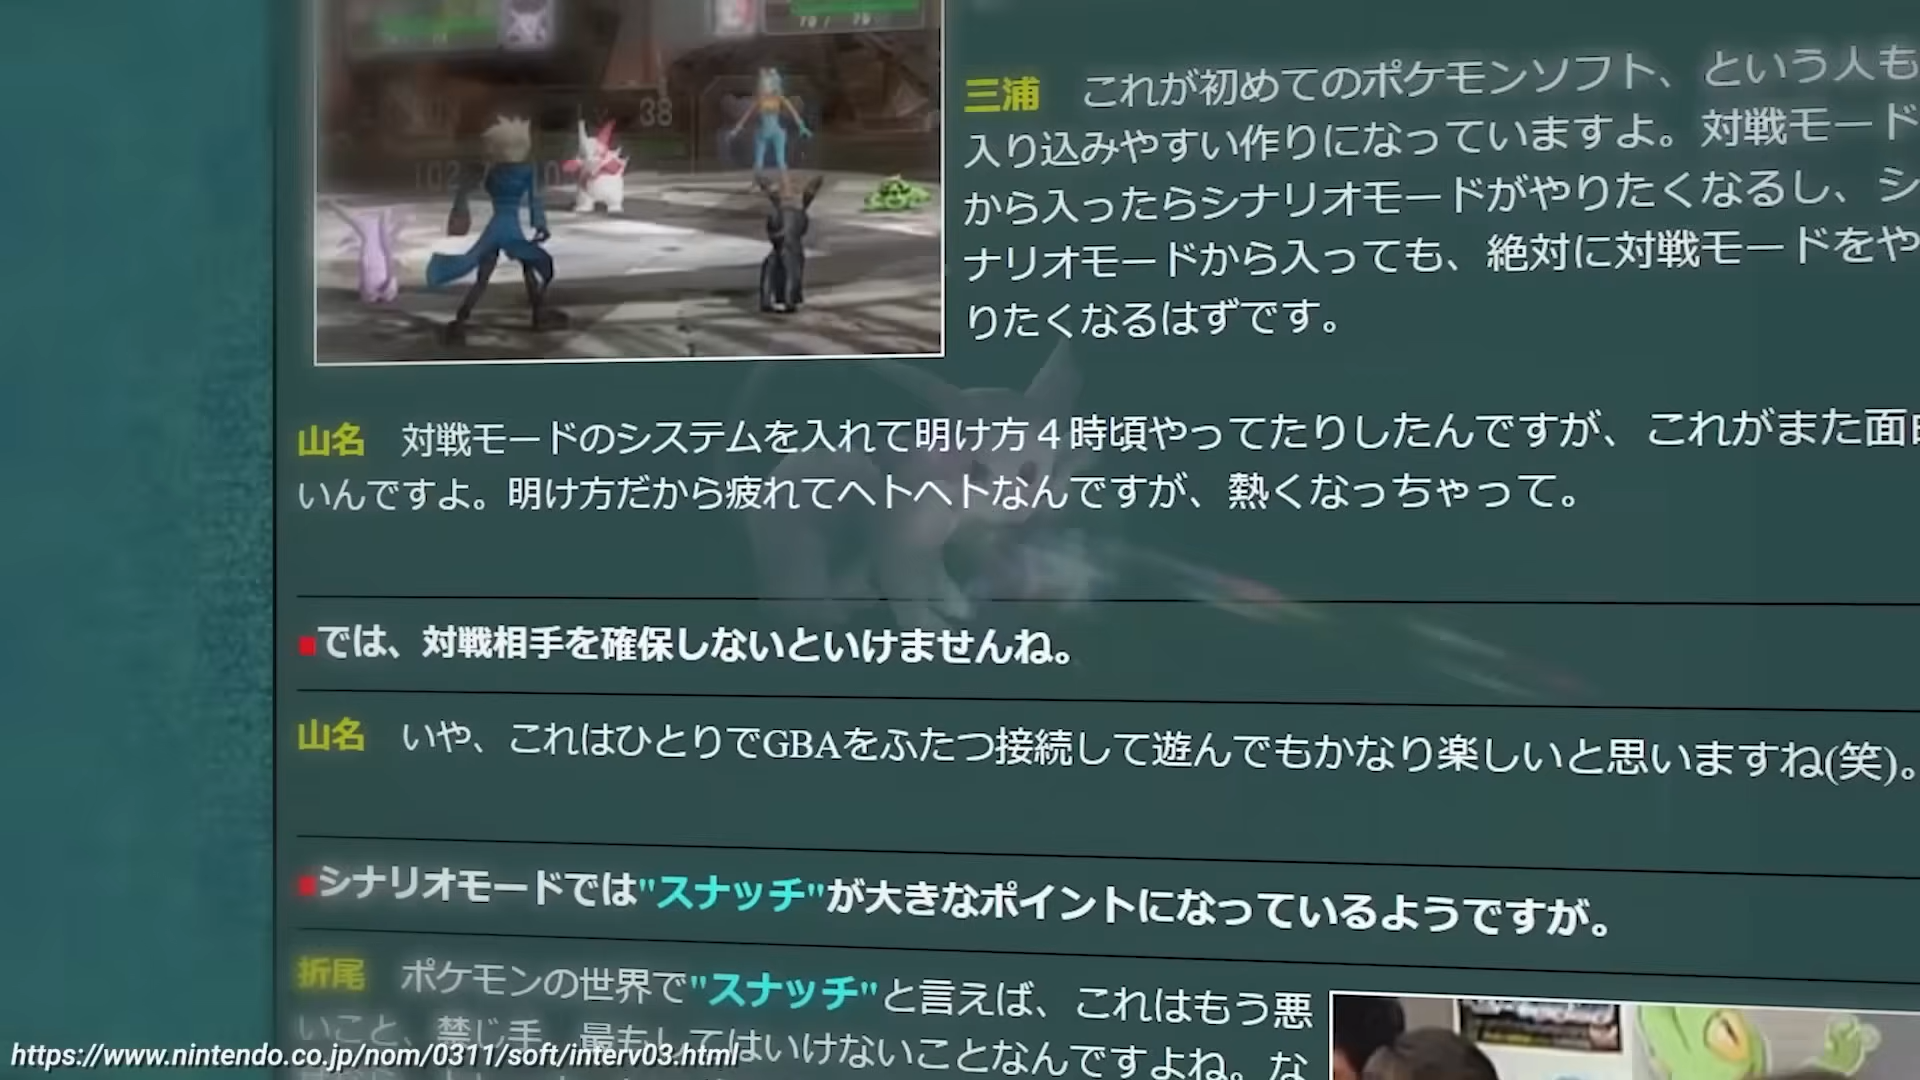 38
三浦 これが初めてのポケモンソフト、という人も
入り込みやすい作りになっていますよ。対戦モード
から入ったらシナリオモードがやりたくなるし、シ
ナリオモードから入っても、絶対に対戦モードをや
りたくなるはずです。
山名 対戦モードのシステムを入れて明け方4時頃やってたりしたんですが、これがまた面白
いんですよ。明け方だから疲れてヘトヘトなんですが、熱くなっちゃって。
■では、対戦相手を確保しないといけませんね。
山名 いや、これはひとりでGBAをふたつ接続して遊んでもかなり楽しいと思いますね(笑)。
■シナリオモードでは"スナッチ"が大きなポイントになっているようですが。
折尾 ポケモンの世界で"スナッチ"と言えば、これはもう悪
いこと、禁じ手、最もしてはいけないことなんですよね。な
https://www.nintendo.co.jp/nom/0311/soft/interv03.html